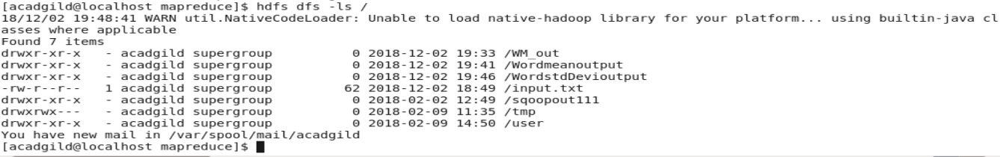 [acadgild@localhost mapreduce]$ hdfs dfs -ls /
18/12/02 19:48:41 WARN util.NativeCodeLoader: Unable to load native-hadoop library for your platform... using builtin-java cl
asses where applicable
Found 7 items
drwxr-xr-x   - acadgild supergroup          0 2018-12-02 19:33 /WM_out
drwxr-xr-x   - acadgild supergroup          0 2018-12-02 19:41 /Wordmeanoutput
drwxr-xr-x   - acadgild supergroup          0 2018-12-02 19:46 /WordstdDevioutput
-rw-r--r--   1 acadgild supergroup         62 2018-12-02 18:49 /input.txt
drwxr-xr-x   - acadgild supergroup          0 2018-02-02 12:49 /sqoopout111
drwxrwx---   - acadgild supergroup          0 2018-02-09 11:35 /tmp
drwxr-xr-x   - acadgild supergroup          0 2018-02-09 14:50 /user
You have new mail in /var/spool/mail/acadgild
[acadgild@localhost mapreduce]$